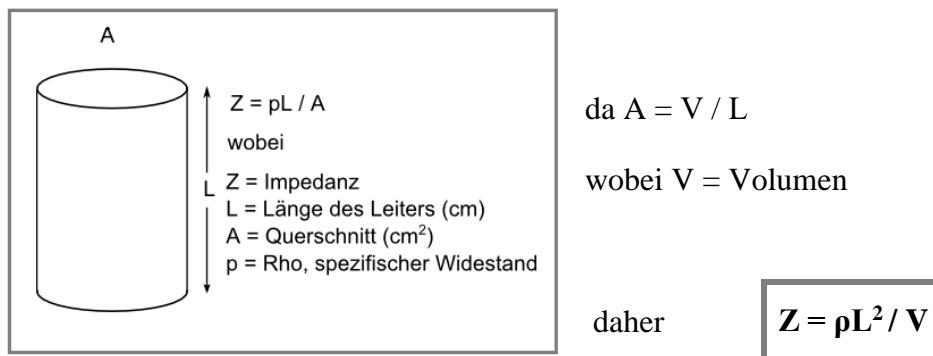 A
Z = pL / A
wobei
L
Z = Impedanz
L = Länge des Leiters (cm)
A = Querschnitt (cm²)
p = Rho, spezifischer Widestand
da A = V / L
wobei V = Volumen
daher
Z = ρL² / V